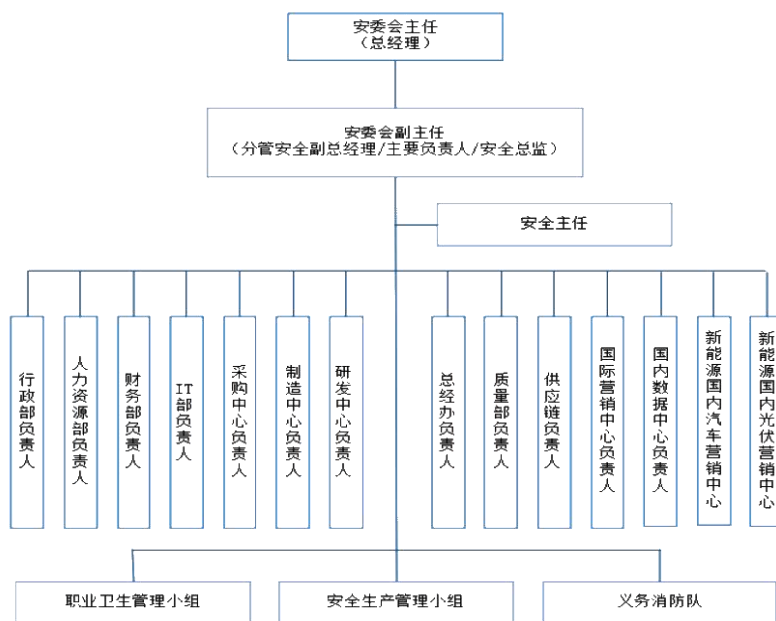 安委会主任
（总经理）
安委会副主任
（分管安全副总经理/主要负责人/安全总监）
安全主任
行政部负责人
人力资源部负责人
财务部负责人
IT部负责人
采购中心负责人
制造中心负责人
研发中心负责人
总经办负责人
质量部负责人
供应链负责人
国际营销中心负责人
国内数据中心负责人
新能源国内汽车营销中心
新能源国内光伏营销中心
职业卫生管理小组
安全生产管理小组
义务消防队